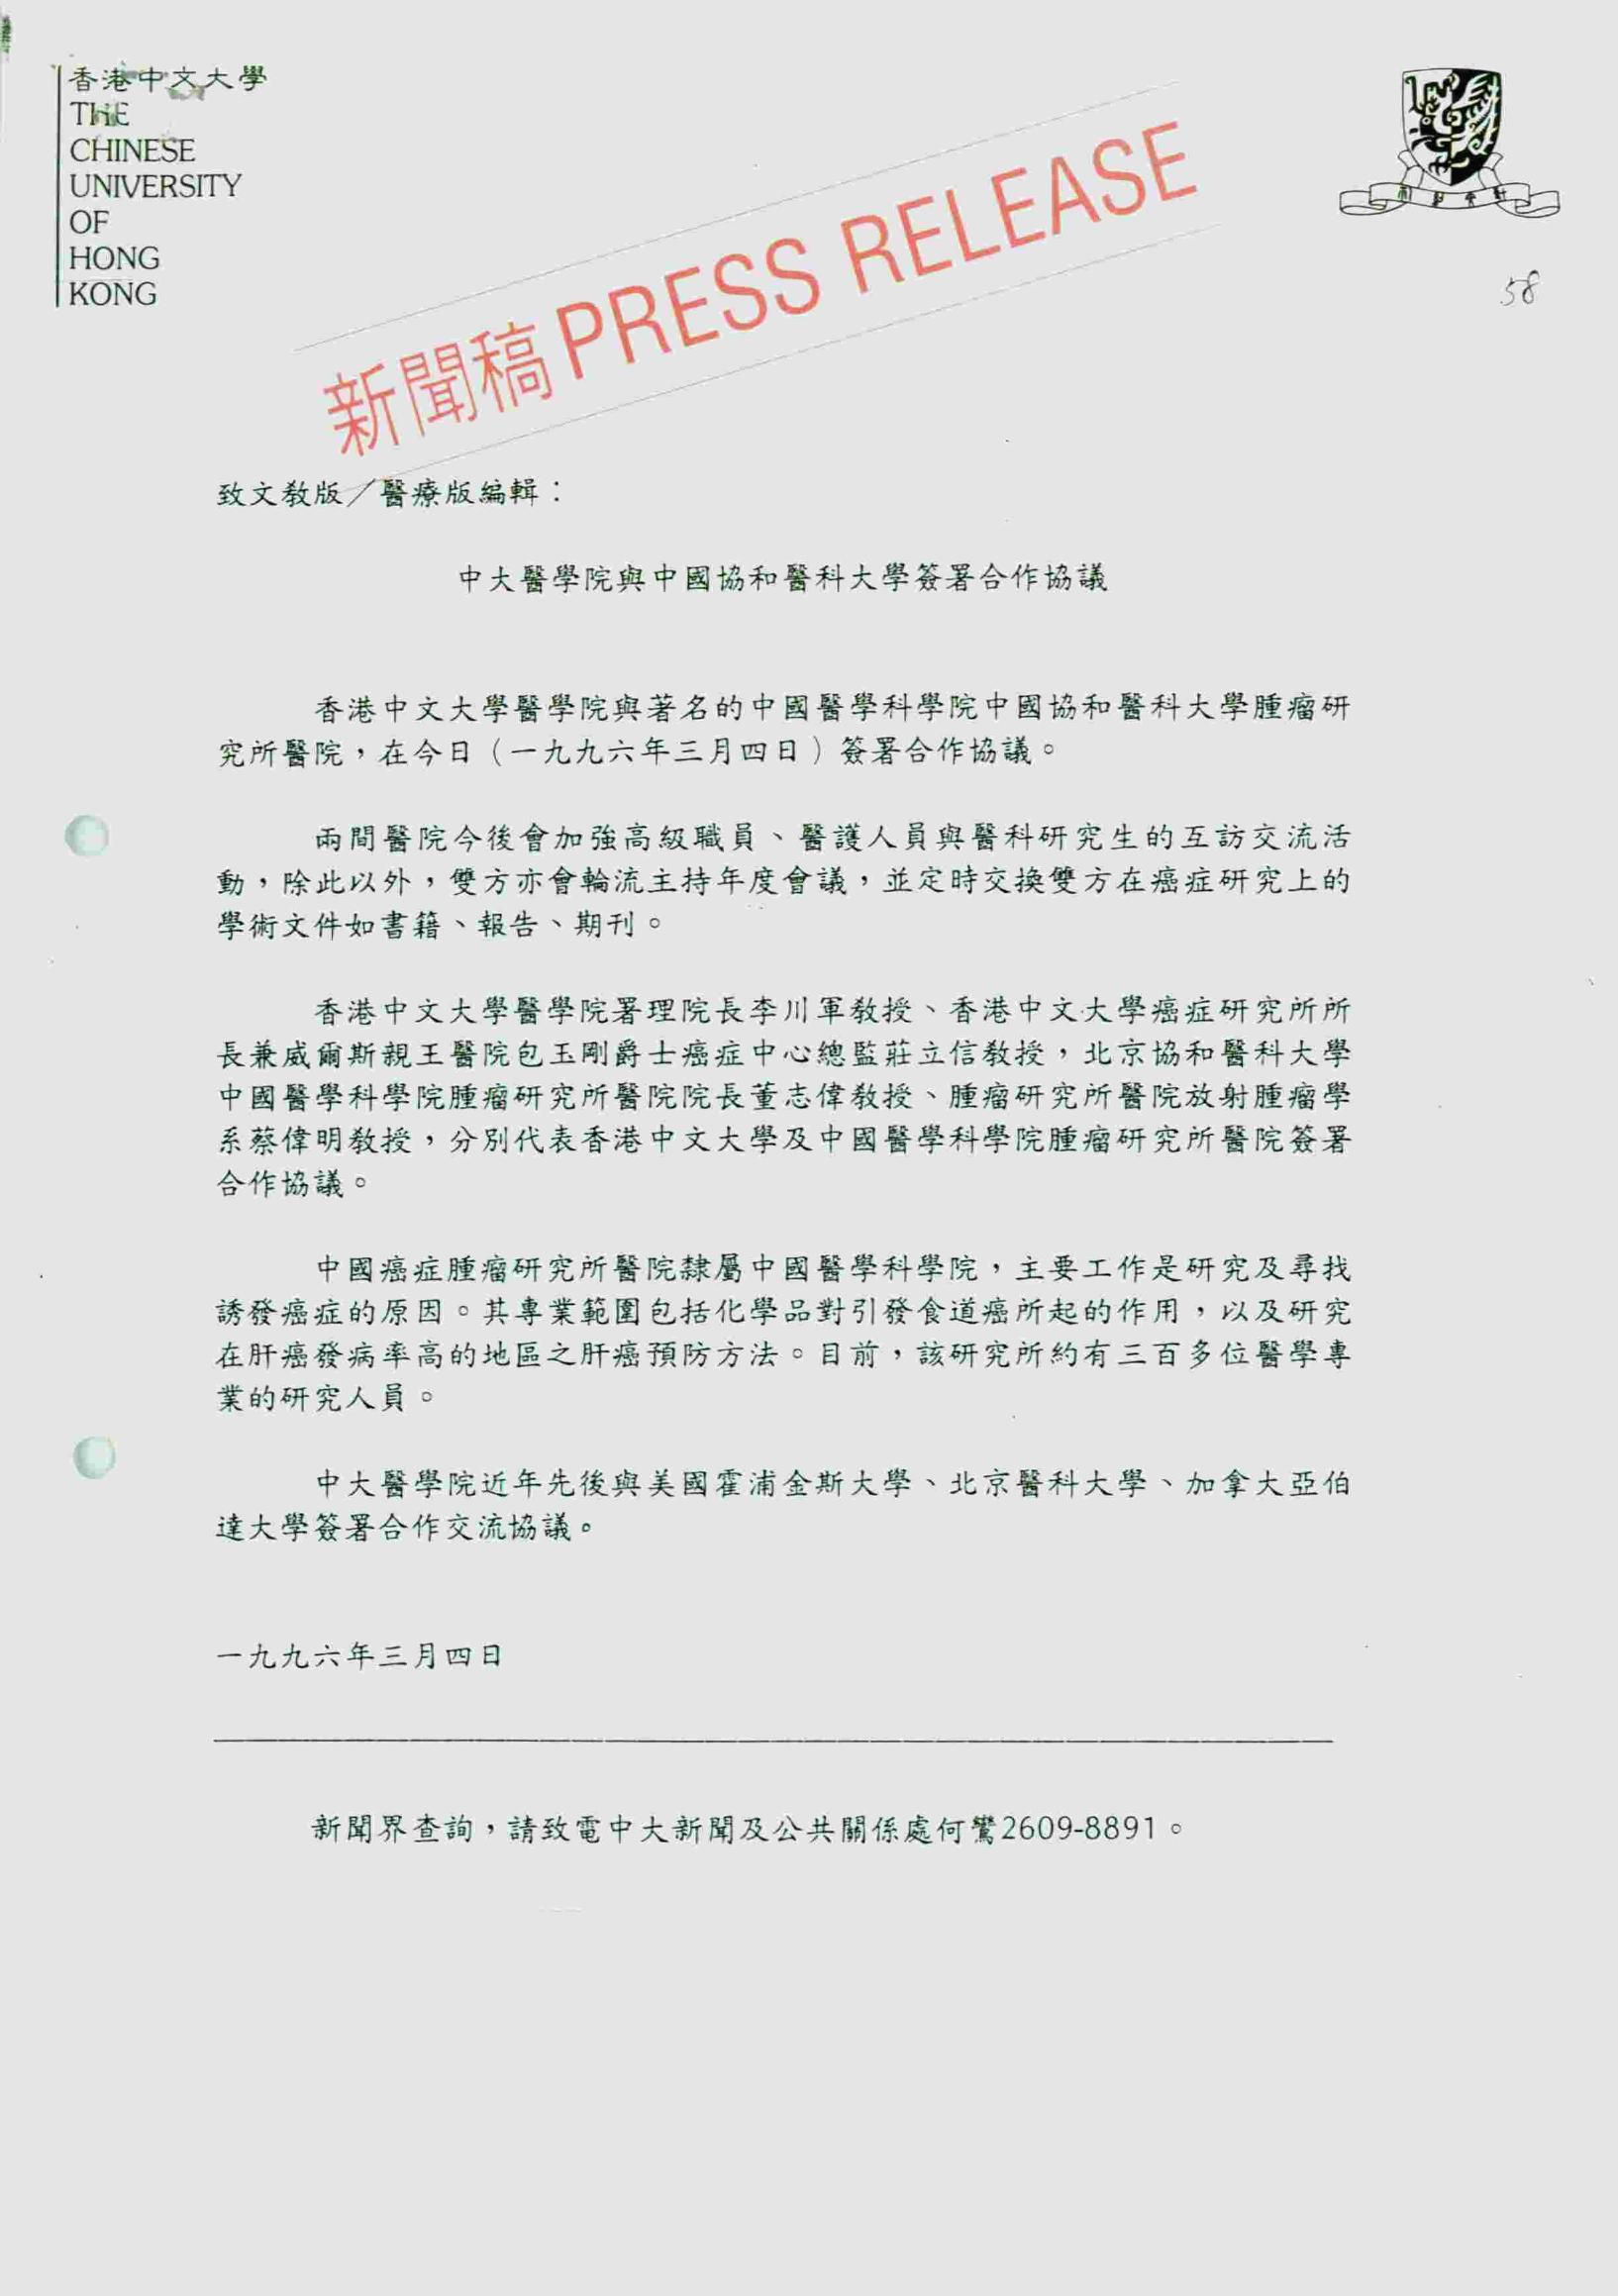 香港中文大學
THE
CHINESE
UNIVERSITY
OF
HONG
KONG
58
新聞稿 PRESS RELEASE
致文教版／醫療版編輯：
中大醫學院與中國協和醫科大學簽署合作協議
香港中文大學醫學院與著名的中國醫學科學院中國協和醫科大學腫瘤研
究所醫院，在今日（一九九六年三月四日）簽署合作協議。
兩間醫院今後會加強高級職員、醫護人員與醫科研究生的互訪交流活
動，除此以外，雙方亦會輪流主持年度會議，並定時交換雙方在癌症研究上的
學術文件如書籍、報告、期刊。
香港中文大學醫學院署理院長李川軍教授、香港中文大學癌症研究所所
長兼威爾斯親王醫院包玉剛爵士癌症中心總監莊立信教授，北京協和醫科大學
中國醫學科學院腫瘤研究所醫院院長董志偉教授、腫瘤研究所醫院放射腫瘤學
系蔡偉明教授，分別代表香港中文大學及中國醫學科學院腫瘤研究所醫院簽署
合作協議。
中國癌症腫瘤研究所醫院隸屬中國醫學科學院，主要工作是研究及尋找
誘發癌症的原因。其專業範圍包括化學品對引發食道癌所起的作用，以及研究
在肝癌發病率高的地區之肝癌預防方法。目前，該研究所約有三百多位醫學專
業的研究人員。
中大醫學院近年先後與美國霍浦金斯大學、北京醫科大學、加拿大亞伯
達大學簽署合作交流協議。
一九九六年三月四日
新聞界查詢，請致電中大新聞及公共關係處何鸞2609-8891。